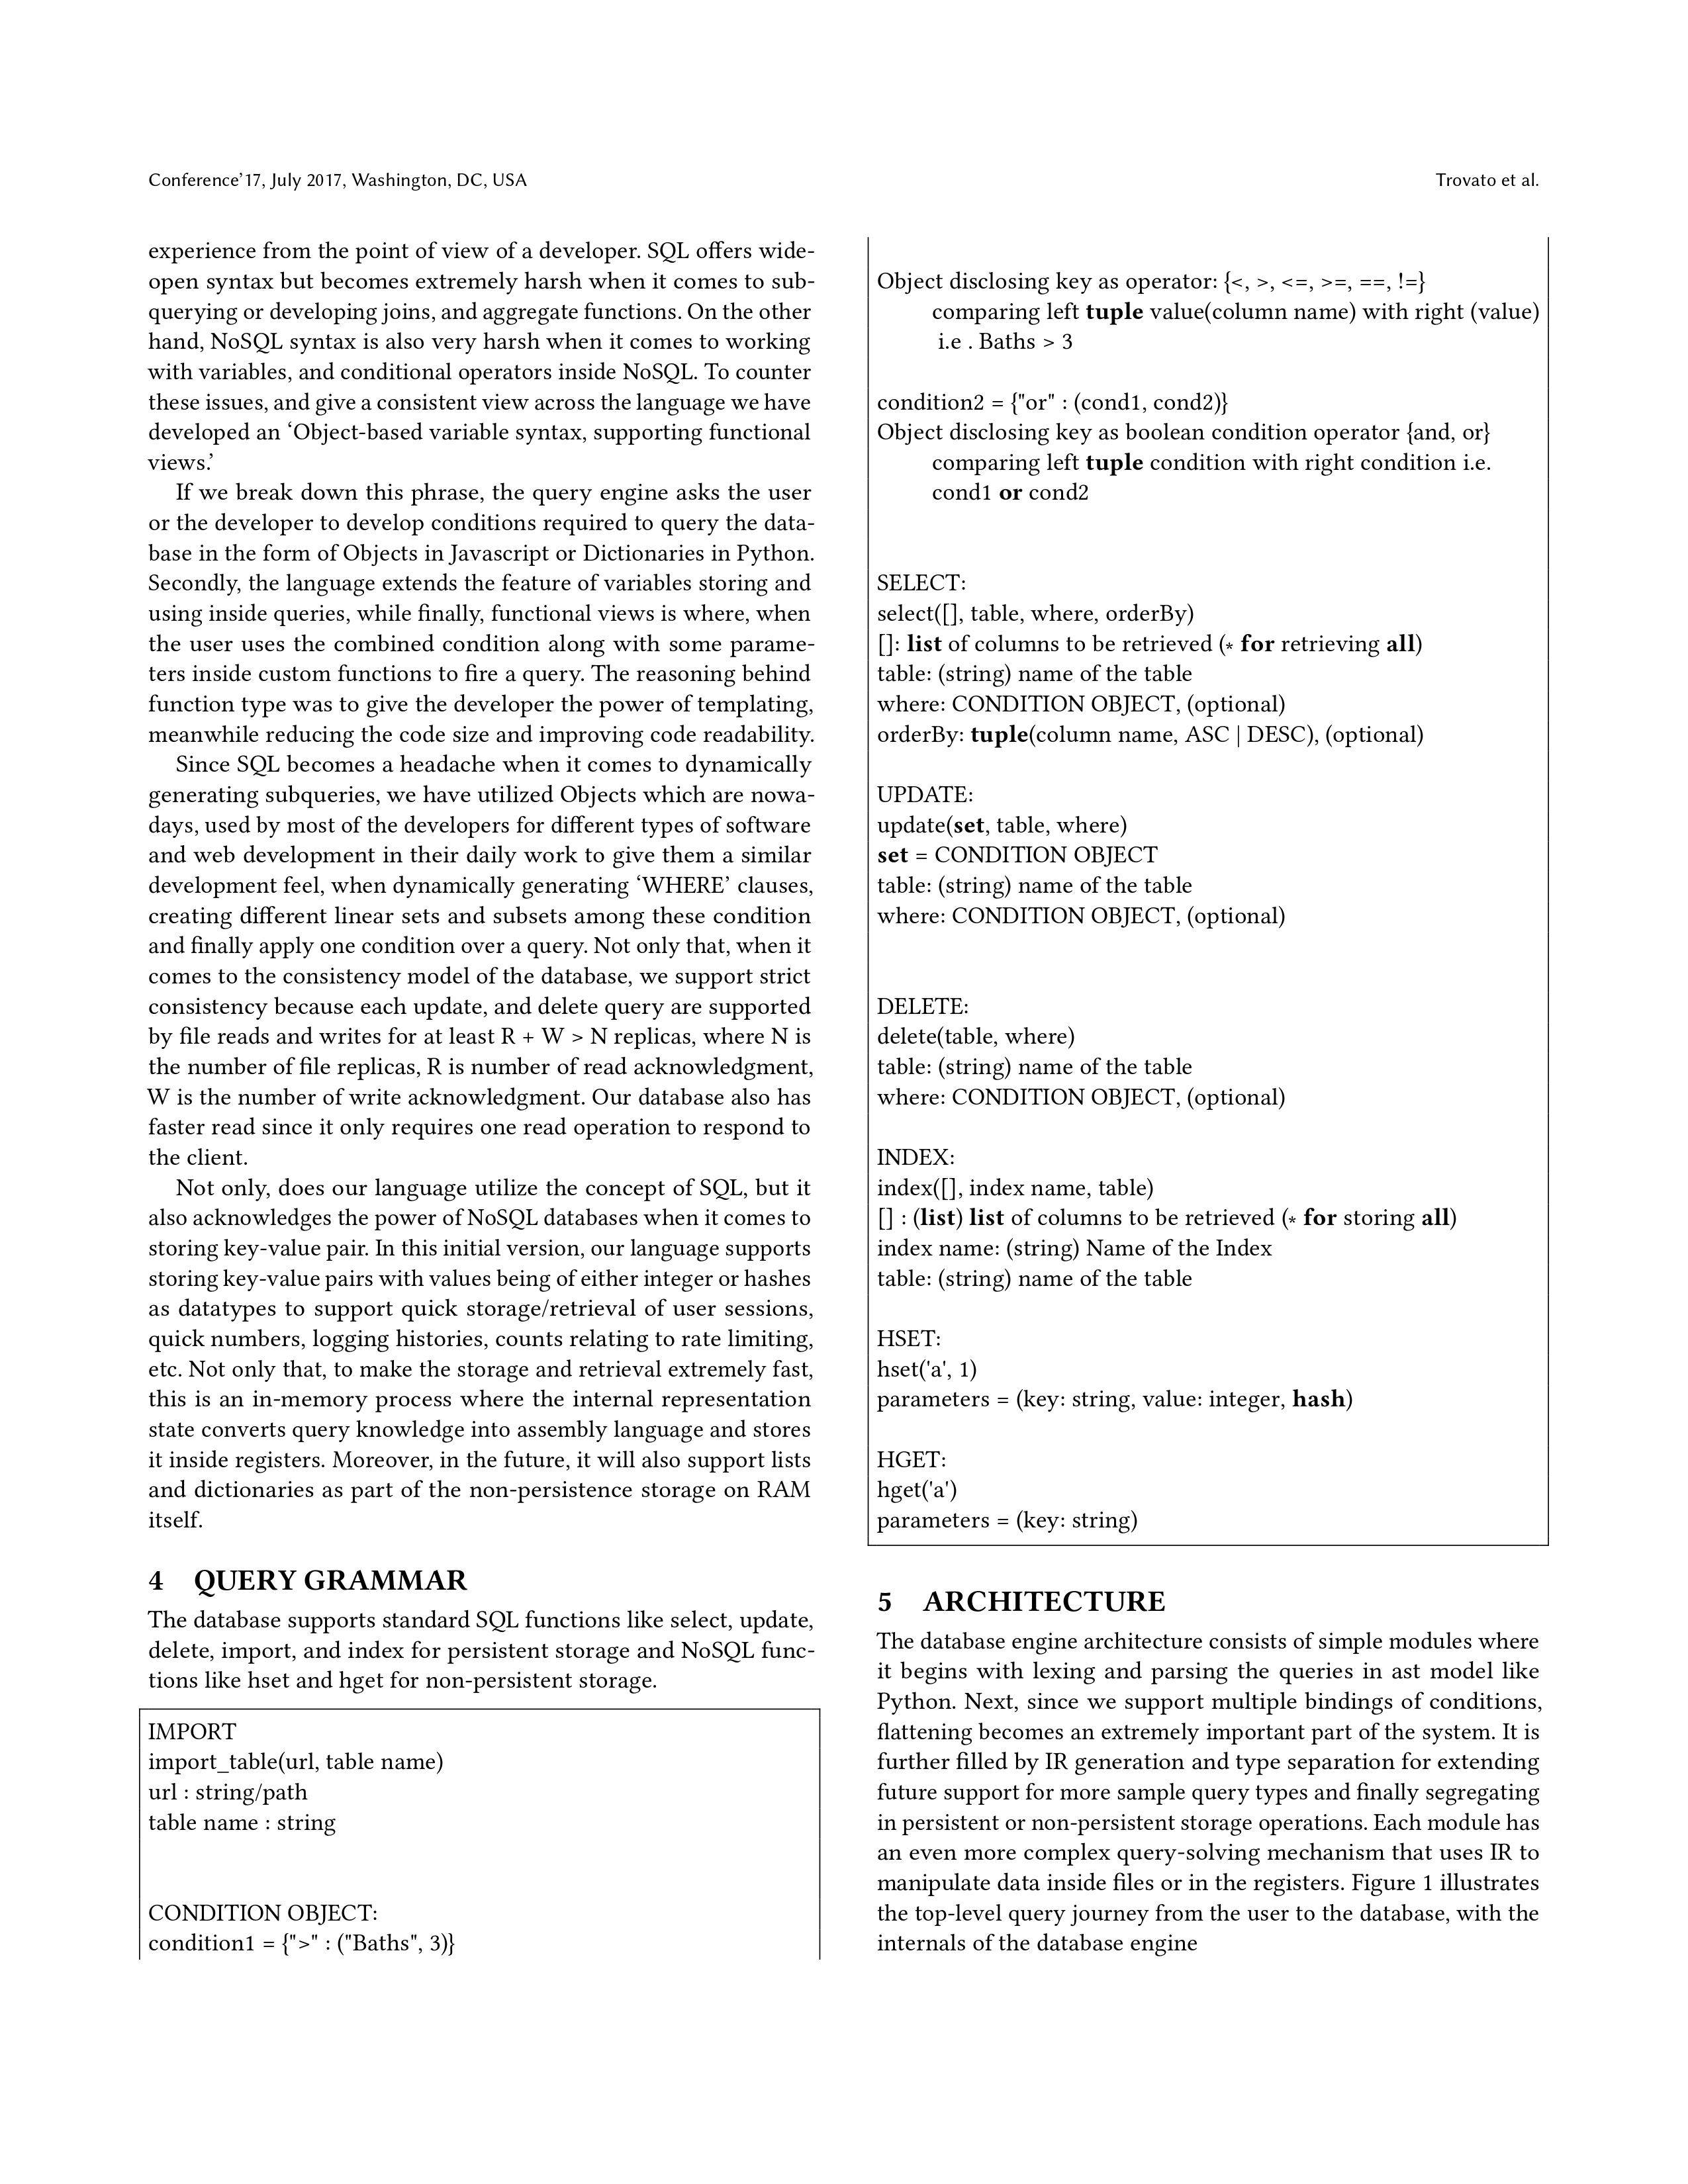 Conference'17, July 2017, Washington, DC, USA
Trovato et al.
experience from the point of view of a developer. SQL offers wide-
open syntax but becomes extremely harsh when it comes to sub-
querying or developing joins, and aggregate functions. On the other
hand, NoSQL syntax is also very harsh when it comes to working
with variables, and conditional operators inside NoSQL. To counter
these issues, and give a consistent view across the language we have
developed an ‘Object-based variable syntax, supporting functional
views.’
If we break down this phrase, the query engine asks the user
or the developer to develop conditions required to query the data-
base in the form of Objects in Javascript or Dictionaries in Python.
Secondly, the language extends the feature of variables storing and
using inside queries, while finally, functional views is where, when
the user uses the combined condition along with some parame-
ters inside custom functions to fire a query. The reasoning behind
function type was to give the developer the power of templating,
meanwhile reducing the code size and improving code readability.
Since SQL becomes a headache when it comes to dynamically
generating subqueries, we have utilized Objects which are nowa-
days, used by most of the developers for different types of software
and web development in their daily work to give them a similar
development feel, when dynamically generating ‘WHERE’ clauses,
creating different linear sets and subsets among these condition
and finally apply one condition over a query. Not only that, when it
comes to the consistency model of the database, we support strict
consistency because each update, and delete query are supported
by file reads and writes for at least R + W > N replicas, where N is
the number of file replicas, R is number of read acknowledgment,
W is the number of write acknowledgment. Our database also has
faster read since it only requires one read operation to respond to
the client.
Not only, does our language utilize the concept of SQL, but it
also acknowledges the power of NoSQL databases when it comes to
storing key-value pair. In this initial version, our language supports
storing key-value pairs with values being of either integer or hashes
as datatypes to support quick storage/retrieval of user sessions,
quick numbers, logging histories, counts relating to rate limiting,
etc. Not only that, to make the storage and retrieval extremely fast,
this is an in-memory process where the internal representation
state converts query knowledge into assembly language and stores
it inside registers. Moreover, in the future, it will also support lists
and dictionaries as part of the non-persistence storage on RAM
itself.
4 QUERY GRAMMAR
The database supports standard SQL functions like select, update,
delete, import, and index for persistent storage and NoSQL func-
tions like hset and hget for non-persistent storage.
IMPORT
import_table(url, table name)
url : string/path
table name : string
CONDITION OBJECT:
condition1 = {">" : ("Baths", 3)}
Object disclosing key as operator: {<, >, <=, >=, ==, !=}
comparing left tuple value(column name) with right (value)
i.e . Baths > 3
condition2 = {"or" : (cond1, cond2)}
Object disclosing key as boolean condition operator {and, or}
comparing left tuple condition with right condition i.e.
cond1 or cond2
SELECT:
select([], table, where, orderBy)
[]: list of columns to be retrieved (* for retrieving all)
table: (string) name of the table
where: CONDITION OBJECT, (optional)
orderBy: tuple(column name, ASC | DESC), (optional)
UPDATE:
update(set, table, where)
set = CONDITION OBJECT
table: (string) name of the table
where: CONDITION OBJECT, (optional)
DELETE:
delete(table, where)
table: (string) name of the table
where: CONDITION OBJECT, (optional)
INDEX:
index([], index name, table)
[] : (list) list of columns to be retrieved (* for storing all)
index name: (string) Name of the Index
table: (string) name of the table
HSET:
hset('a', 1)
parameters = (key: string, value: integer, hash)
HGET:
hget('a')
parameters = (key: string)
5 ARCHITECTURE
The database engine architecture consists of simple modules where
it begins with lexing and parsing the queries in ast model like
Python. Next, since we support multiple bindings of conditions,
flattening becomes an extremely important part of the system. It is
further filled by IR generation and type separation for extending
future support for more sample query types and finally segregating
in persistent or non-persistent storage operations. Each module has
an even more complex query-solving mechanism that uses IR to
manipulate data inside files or in the registers. Figure 1 illustrates
the top-level query journey from the user to the database, with the
internals of the database engine